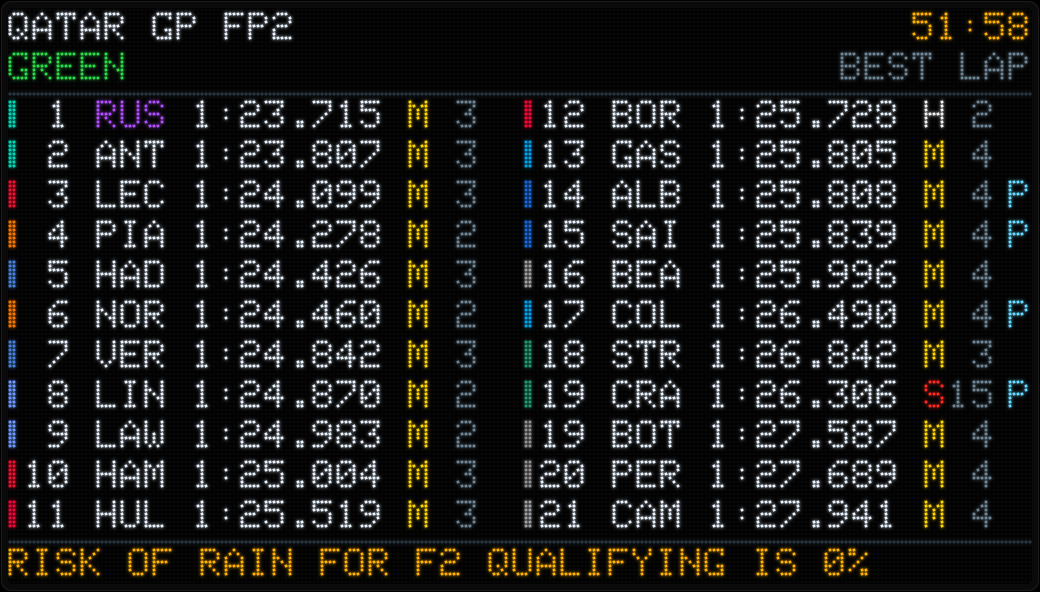 QATAR GP FP2 51:58
GREEN BEST LAP
1 RUS 1:23.715 M 3
2 ANT 1:23.807 M 3
3 LEC 1:24.099 M 3
4 PIA 1:24.278 M 2
5 HAD 1:24.426 M 3
6 NOR 1:24.460 M 2
7 VER 1:24.842 M 3
8 LIN 1:24.870 M 2
9 LAW 1:24.983 M 2
10 HAM 1:25.004 M 3
11 HUL 1:25.519 M 3
12 BOR 1:25.728 H 2
13 GAS 1:25.805 M 4
14 ALB 1:25.808 M 4 P
15 SAI 1:25.839 M 4 P
16 BEA 1:25.996 M 4
17 COL 1:26.490 M 4 P
18 STR 1:26.842 M 3
19 CRA 1:26.306 S 15 P
19 BOT 1:27.587 M 4
20 PER 1:27.689 M 4
21 CAM 1:27.941 M 4
RISK OF RAIN FOR F2 QUALIFYING IS 0%